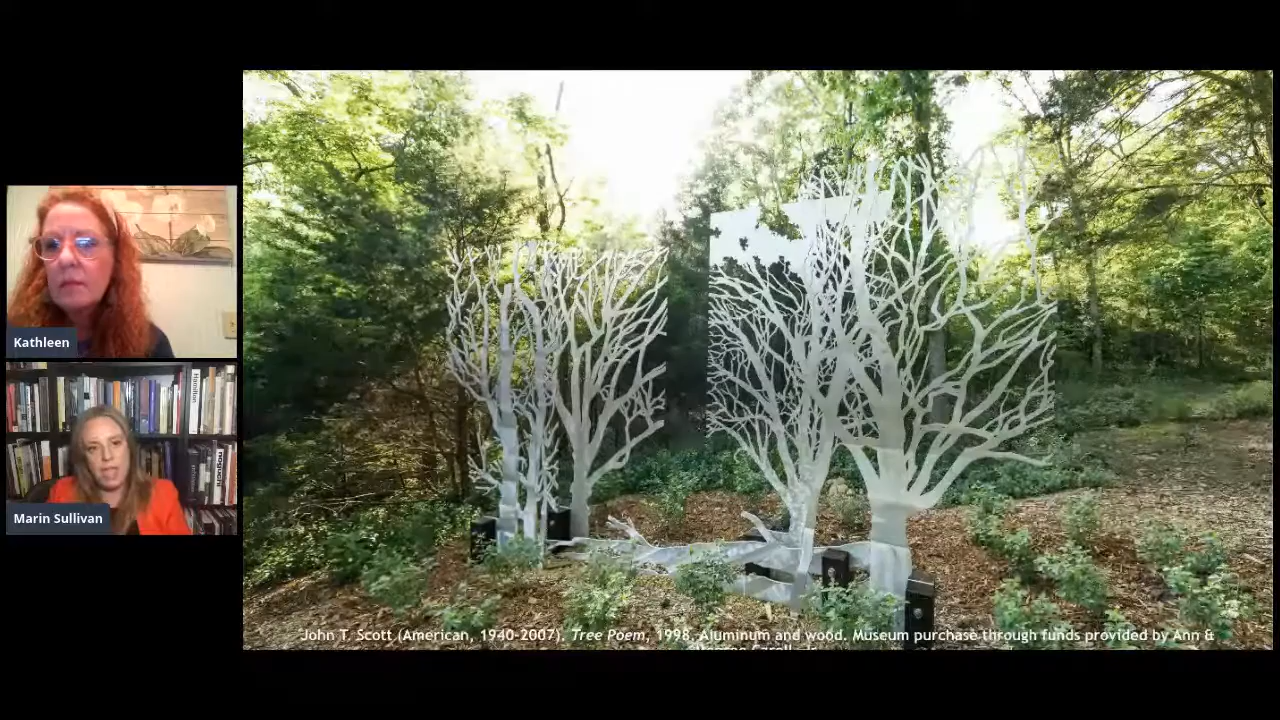 Kathleen
Marin Sullivan
John T. Scott (American, 1940-2007), Tree Poem, 1998. Aluminum and wood. Museum purchase through funds provided by Ann &